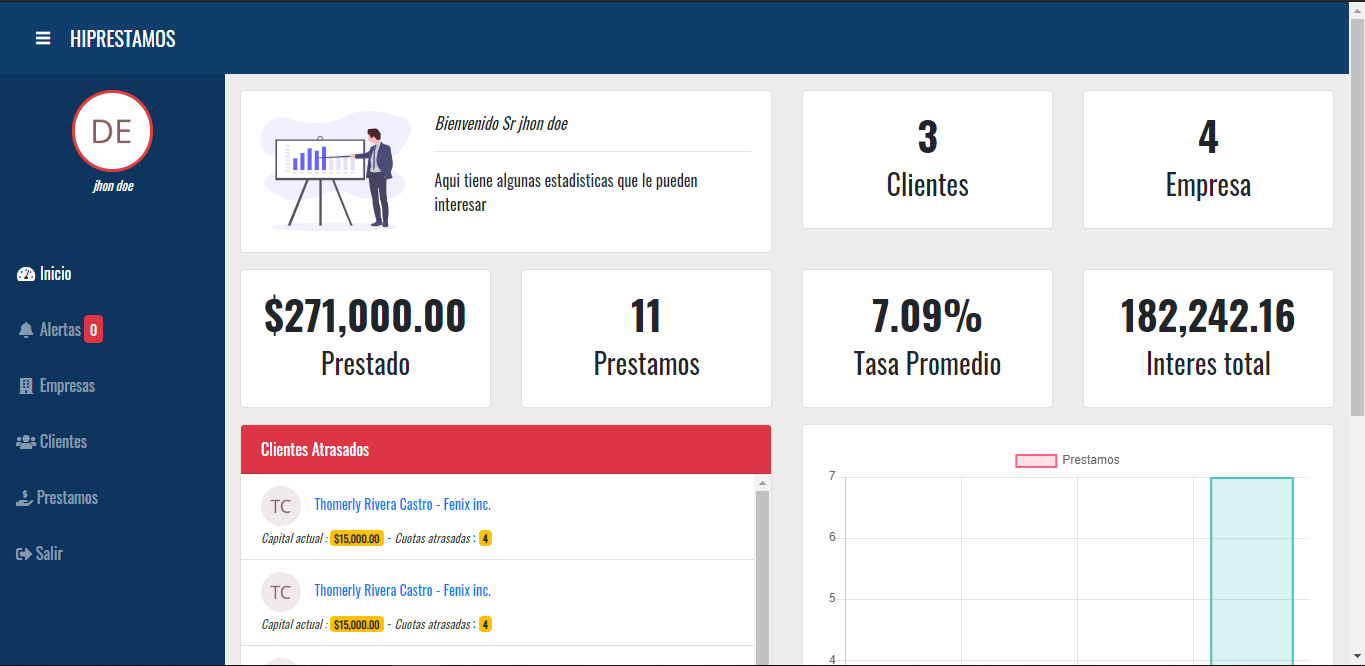 HIPRESTAMOS
DE
jhon doe
Inicio
Alertas 0
Empresas
Clientes
Prestamos
Salir
Bienvenido Sr jhon doe
Aqui tiene algunas estadisticas que le pueden
interesar
3
Clientes
4
Empresa
$271,000.00
Prestado
11
Prestamos
7.09%
Tasa Promedio
182,242.16
Interes total
Clientes Atrasados
TC Thomerly Rivera Castro - Fenix inc.
Capital actual : $15,000.00 - Cuotas atrasadas : 4
TC Thomerly Rivera Castro - Fenix inc.
Capital actual : $15,000.00 - Cuotas atrasadas : 4
Prestamos
7
6
5
4